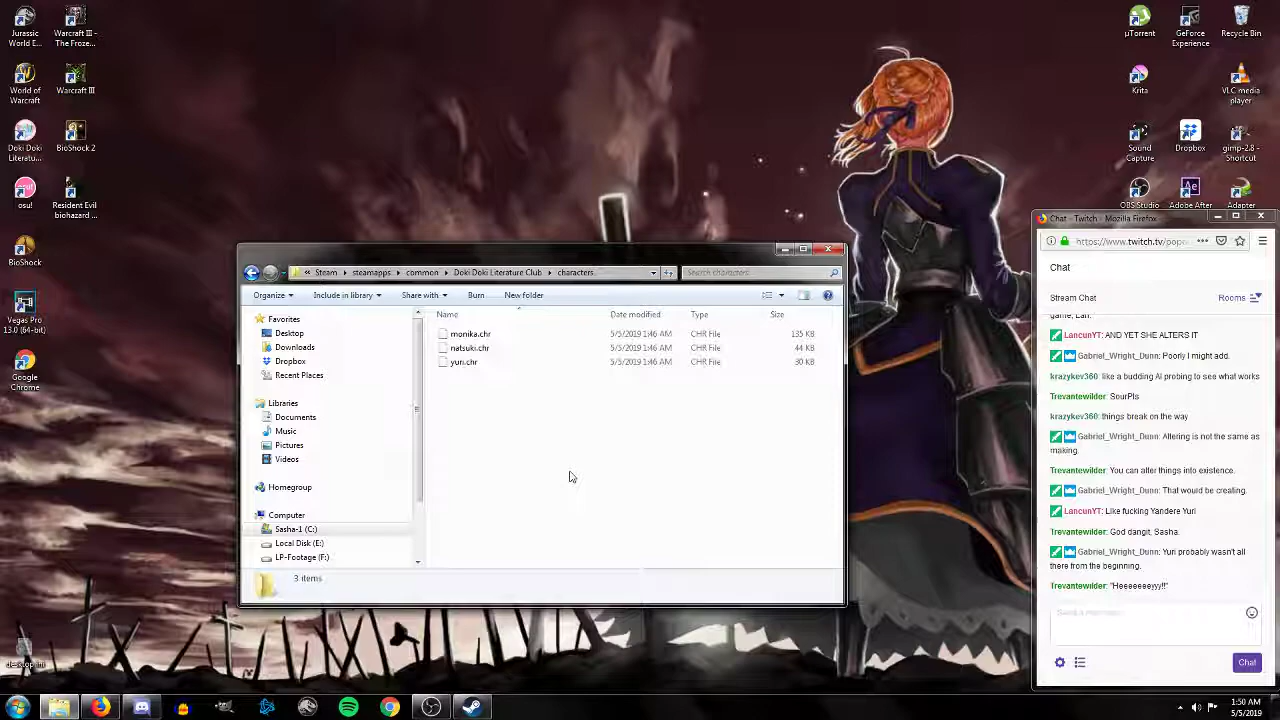 Jurassic World E...
Warcraft III - The Froze...
World of Warcraft
Warcraft III
Doki Doki Literatu...
BioShock 2
osu!
Resident Evil biohazard ...
BioShock
Vegas Pro 13.0 (64-bit)
Google Chrome
desktop.ini
µTorrent
GeForce Experience
Recycle Bin
Krita
VLC media player
Sound Capture
Dropbox
gimp-2.8 - Shortcut
OBS Studio
Adobe After
Adapter
« Steam ▸ steamapps ▸ common ▸ Doki Doki Literature Club ▸ characters
Search characters
Organize Include in library Share with Burn New folder
Name Date modified Type Size
monika.chr 5/5/2019 1:46 AM CHR File 135 KB
natsuki.chr 5/5/2019 1:46 AM CHR File 44 KB
yuri.chr 5/5/2019 1:46 AM CHR File 30 KB
Favorites
Desktop
Downloads
Dropbox
Recent Places
Libraries
Documents
Music
Pictures
Videos
Homegroup
Computer
Sasha-1 (C:)
Local Disk (E:)
LP-Footage (F:)
3 items
Chat - Twitch - Mozilla Firefox
https://www.twitch.tv/popo
Chat
Stream Chat Rooms
LancunYT: AND YET SHE ALTERS IT
Gabriel_Wright_Dunn: Poorly I might add.
krazykev360: like a budding AI probing to see what works
Trevantewilder: SourPls
krazykev360: things break on the way
Gabriel_Wright_Dunn: Altering is not the same as
making.
Trevantewilder: You can alter things into existence.
Gabriel_Wright_Dunn: That would be creating.
LancunYT: Like fucking Yandere Yuri
Trevantewilder: God dangit, Sasha.
Gabriel_Wright_Dunn: Yuri probably wasn't all
there from the beginning.
Trevantewilder: "Heeeeeeeyy!!"
Send a message
Chat
1:50 AM
5/5/2019